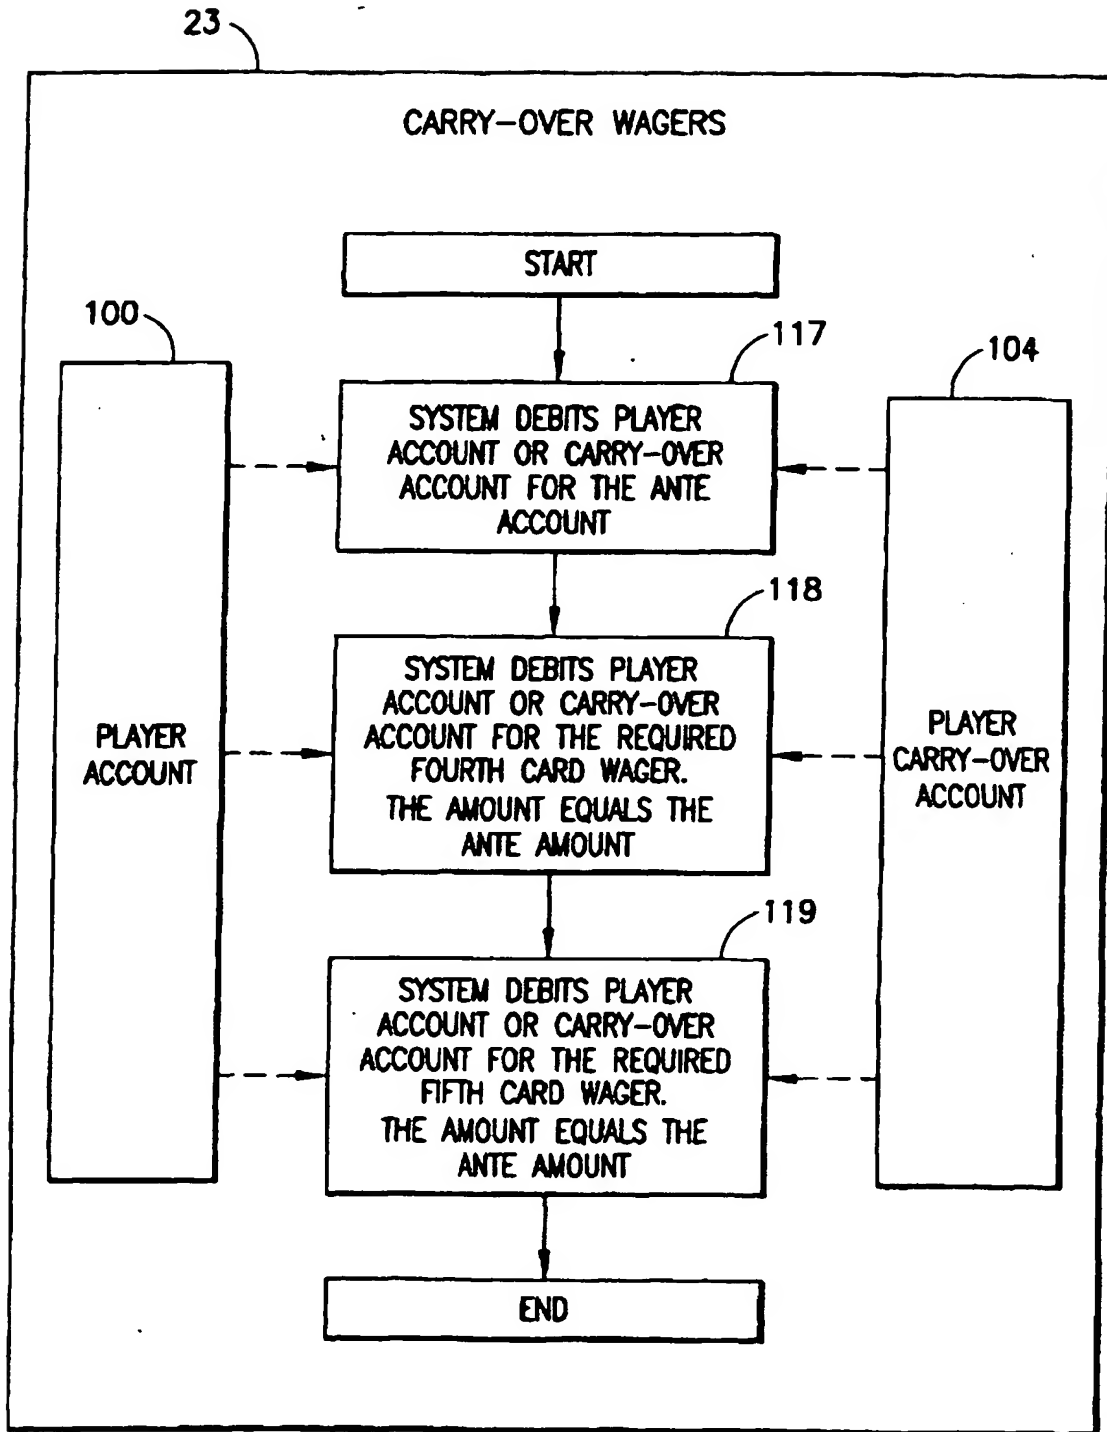 23
CARRY-OVER WAGERS
START
100
117
104
SYSTEM DEBITS PLAYER
ACCOUNT OR CARRY-OVER
ACCOUNT FOR THE ANTE
ACCOUNT
118
SYSTEM DEBITS PLAYER
ACCOUNT OR CARRY-OVER
ACCOUNT FOR THE REQUIRED
FOURTH CARD WAGER.
THE AMOUNT EQUALS THE
ANTE AMOUNT
PLAYER
ACCOUNT
PLAYER
CARRY-OVER
ACCOUNT
119
SYSTEM DEBITS PLAYER
ACCOUNT OR CARRY-OVER
ACCOUNT FOR THE REQUIRED
FIFTH CARD WAGER.
THE AMOUNT EQUALS THE
ANTE AMOUNT
END